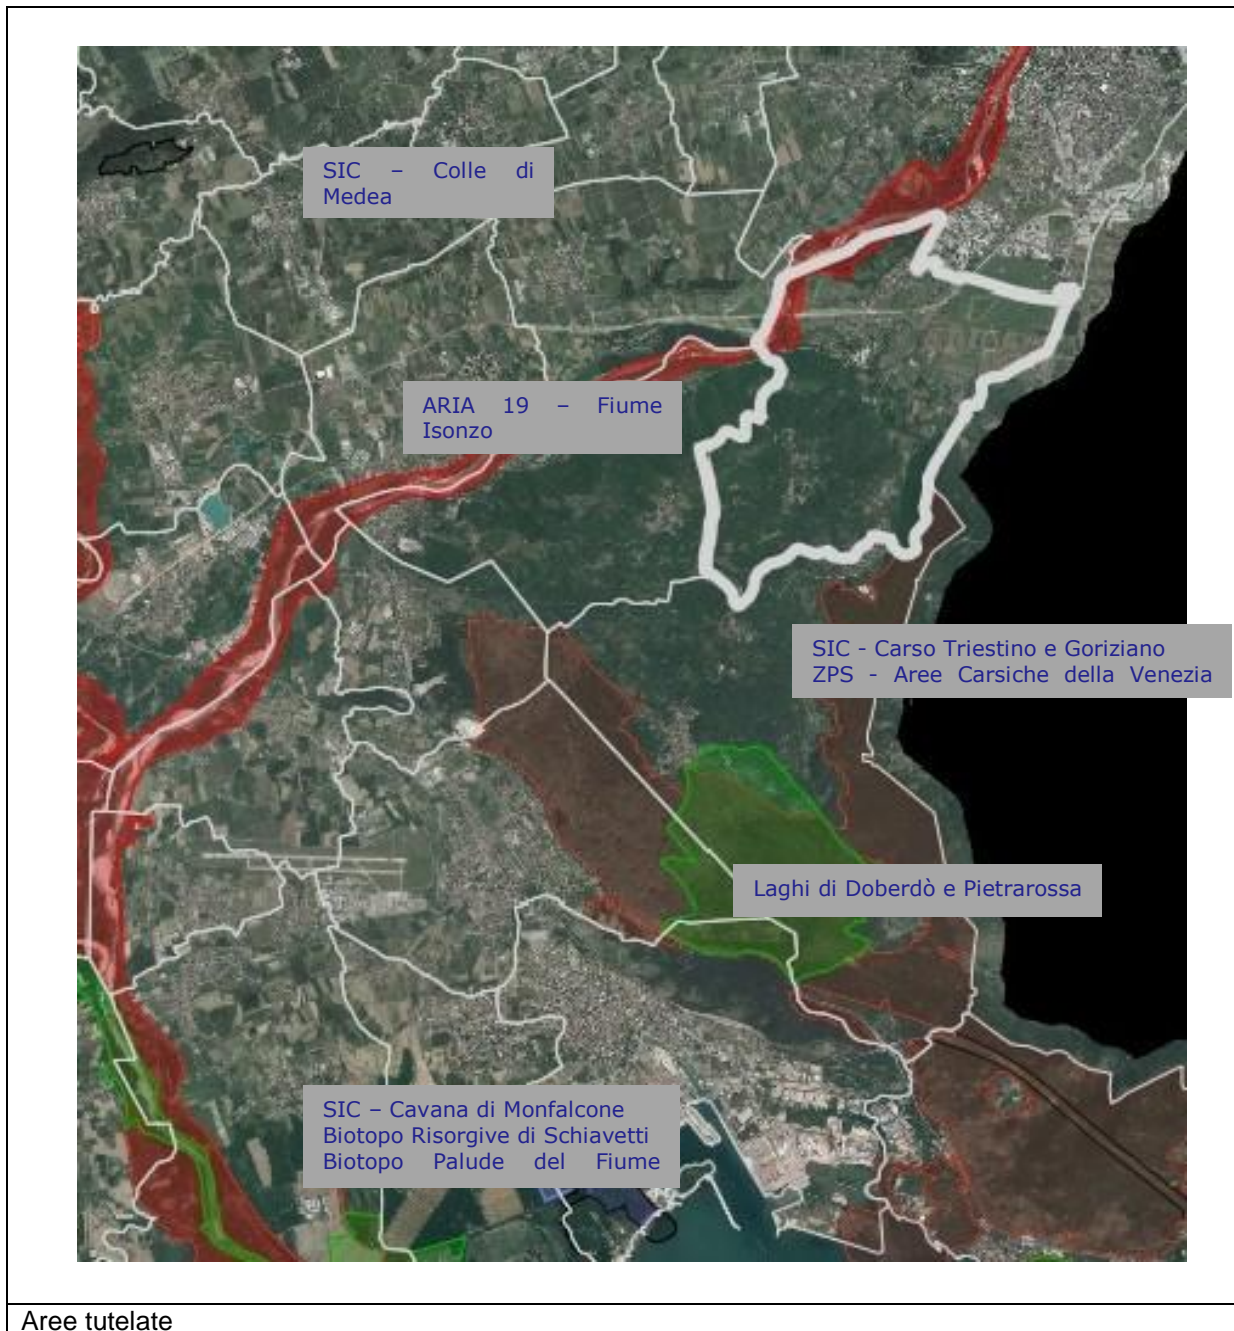 SIC – Colle di
Medea
ARIA 19 – Fiume
Isonzo
SIC - Carso Triestino e Goriziano
ZPS - Aree Carsiche della Venezia
Laghi di Doberdò e Pietrarossa
SIC – Cavana di Monfalcone
Biotopo Risorgive di Schiavetti
Biotopo Palude del Fiume
Aree tutelate